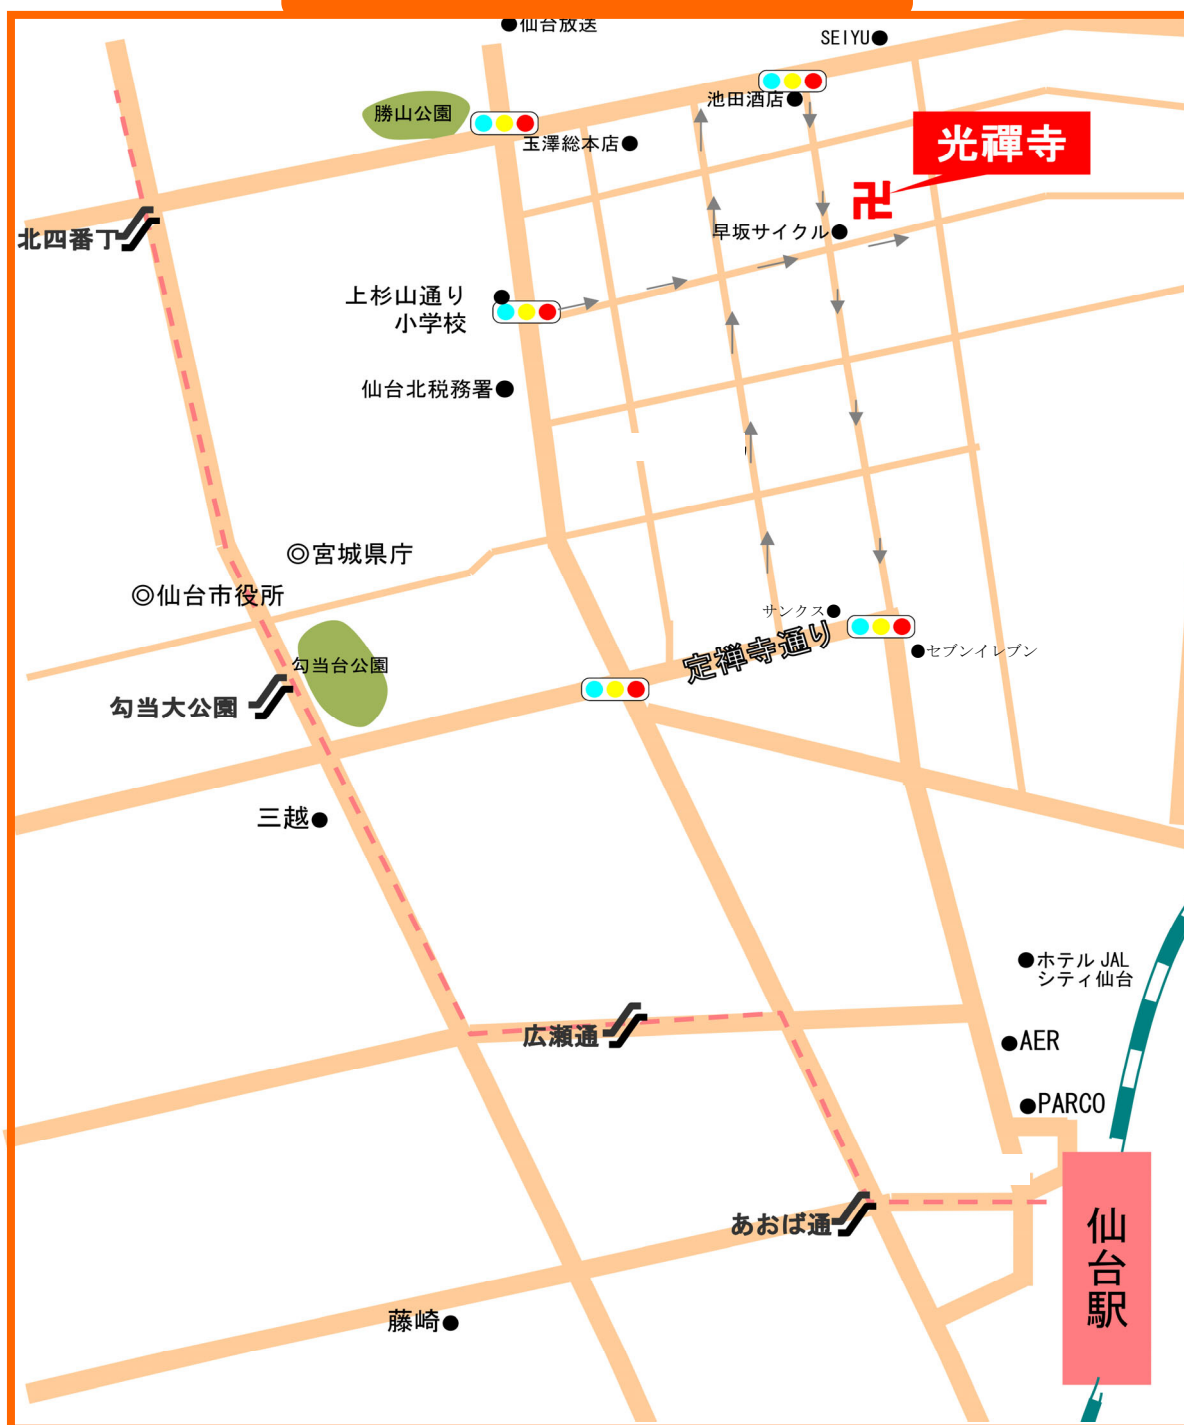 仙台放送
SEIYU
池田酒店
勝山公園
玉澤総本店
光禪寺
卍
早坂サイクル
北四番丁
上杉山通り
小学校
仙台北税務署
◎宮城県庁
◎仙台市役所
サンクス
定禅寺通り
セブンイレブン
勾当台公園
勾当大公園
三越
ホテル JAL
シティ仙台
広瀬通
AER
PARCO
あおば通
仙台駅
藤崎